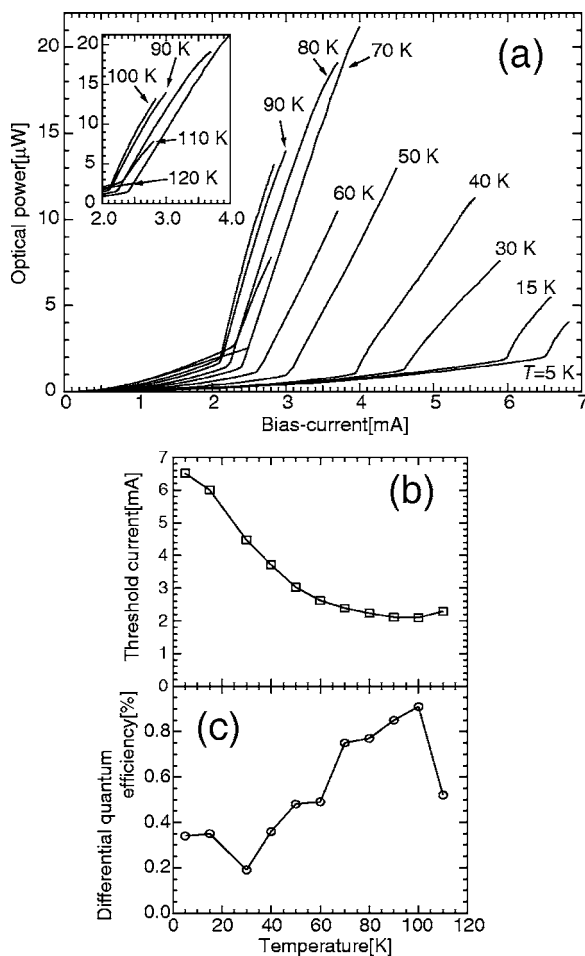 (a)
Optical power[μW]
20
15
10
5
0
20
15
10
5
0
2.0 3.0 4.0
100 K
90 K
110 K
120 K
80 K
70 K
90 K
60 K
50 K
40 K
30 K
15 K
T=5 K
0 1 2 3 4 5 6 7
Bias-current[mA]
(b)
Threshold current[mA]
7
6
5
4
3
2
1
0
(c)
Differential quantum
efficiency[%]
0.8
0.6
0.4
0.2
0.0
0 20 40 60 80 100 120
Temperature[K]